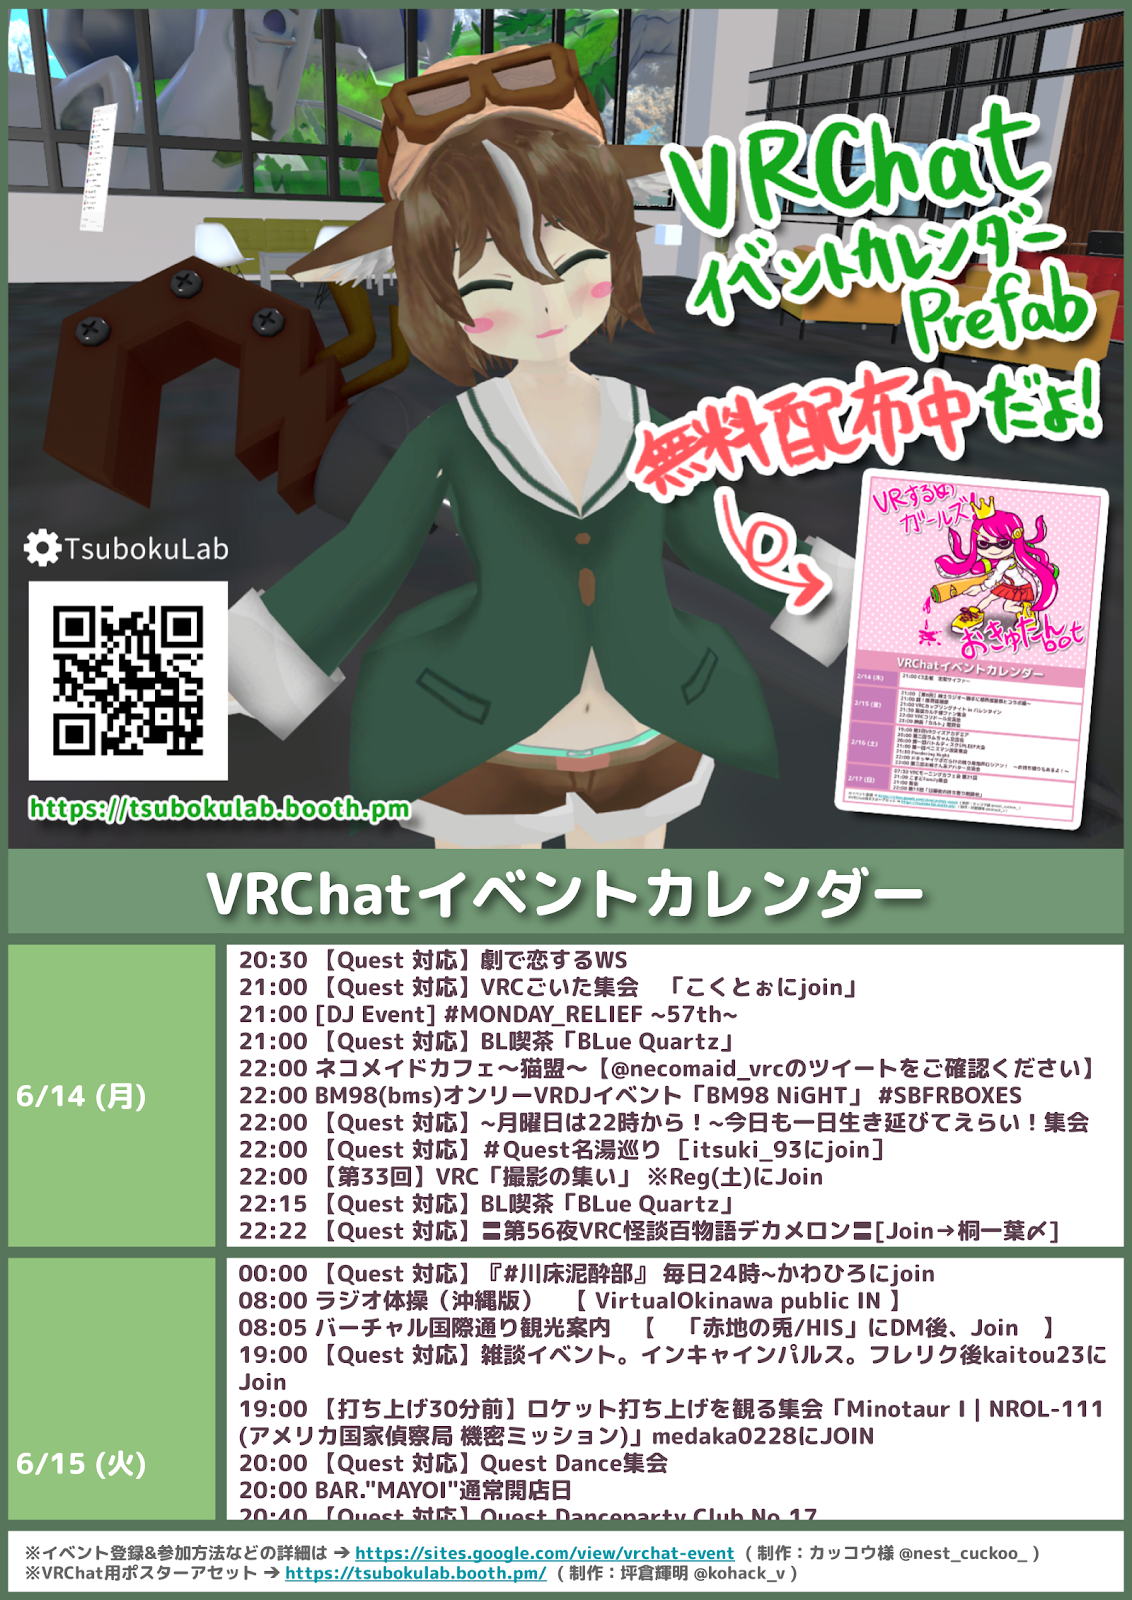 VRChat
イベントカレンダー
Prefab
無料配布中だよ!
VRするめ
ガールズ
おきゅたん
bot
VRChatイベントカレンダー
2/14 (木)
2/15 (金)
2/16 (土)
2/17 (日)
TsubokuLab
https://tsubokulab.booth.pm
VRChatイベントカレンダー
6/14 (月)
20:30 【Quest 対応】劇で恋するWS
21:00 【Quest 対応】VRCごいた集会　「こくとぉにjoin」
21:00 [DJ Event] #MONDAY_RELIEF ~57th~
21:00 【Quest 対応】BL喫茶「BLue Quartz」
22:00 ネコメイドカフェ～猫盟～【@necomaid_vrcのツイートをご確認ください】
22:00 BM98(bms)オンリーVRDJイベント「BM98 NiGHT」 #SBFRBOXES
22:00 【Quest 対応】~月曜日は22時から！~今日も一日生き延びてえらい！集会
22:00 【Quest 対応】＃Quest名湯巡り ［itsuki_93にjoin］
22:00 【第33回】VRC「撮影の集い」 ※Reg(土)にJoin
22:15 【Quest 対応】BL喫茶「BLue Quartz」
22:22 【Quest 対応】〓第56夜VRC怪談百物語デカメロン〓[Join→桐一葉〆]
6/15 (火)
00:00 【Quest 対応】『#川床泥酔部』 毎日24時~かわひろにjoin
08:00 ラジオ体操（沖縄版）　【 VirtualOkinawa public IN 】
08:05 バーチャル国際通り観光案内　【　「赤地の兎/HIS」にDM後、Join　】
19:00 【Quest 対応】雑談イベント。インキャインパルス。フレリク後kaitou23に
Join
19:00 【打ち上げ30分前】ロケット打ち上げを観る集会「Minotaur I | NROL-111
(アメリカ国家偵察局 機密ミッション)」medaka0228にJOIN
20:00 【Quest 対応】Quest Dance集会
20:00 BAR."MAYOI"通常開店日
20:40 【Quest 対応】Quest Danceparty Club No.17
※イベント登録&参加方法などの詳細は → https://sites.google.com/view/vrchat-event ( 制作：カッコウ様 @nest_cuckoo_ )
※VRChat用ポスターアセット → https://tsubokulab.booth.pm/ ( 制作：坪倉輝明 @kohack_v )